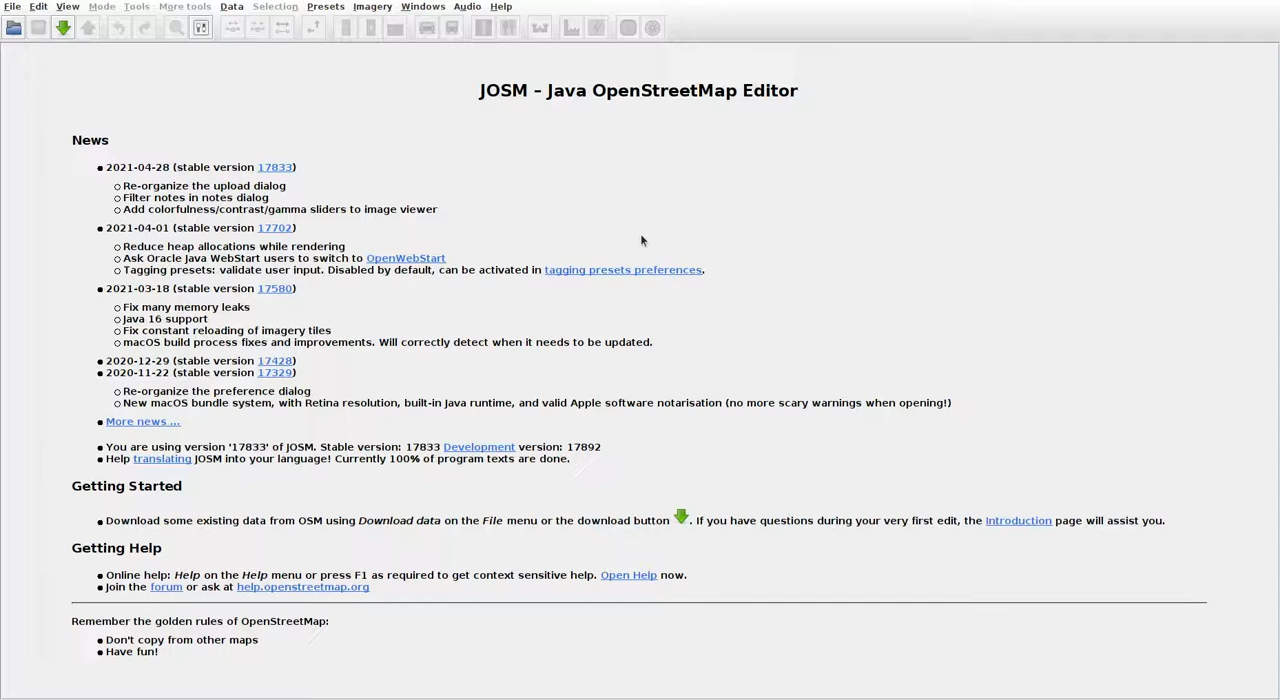 File Edit View Mode Tools More tools Data Selection Presets Imagery Windows Audio Help
JOSM – Java OpenStreetMap Editor
News
2021-04-28 (stable version 17833)
Re-organize the upload dialog
Filter notes in notes dialog
Add colorfulness/contrast/gamma sliders to image viewer
2021-04-01 (stable version 17702)
Reduce heap allocations while rendering
Ask Oracle Java WebStart users to switch to OpenWebStart
Tagging presets: validate user input. Disabled by default, can be activated in tagging presets preferences.
2021-03-18 (stable version 17580)
Fix many memory leaks
Java 16 support
Fix constant reloading of imagery tiles
macOS build process fixes and improvements. Will correctly detect when it needs to be updated.
2020-12-29 (stable version 17428)
2020-11-22 (stable version 17329)
Re-organize the preference dialog
New macOS bundle system, with Retina resolution, built-in Java runtime, and valid Apple software notarisation (no more scary warnings when opening!)
More news ...
You are using version '17833' of JOSM. Stable version: 17833 Development version: 17892
Help translating JOSM into your language! Currently 100% of program texts are done.
Getting Started
Download some existing data from OSM using Download data on the File menu or the download button . If you have questions during your very first edit, the Introduction page will assist you.
Getting Help
Online help: Help on the Help menu or press F1 as required to get context sensitive help. Open Help now.
Join the forum or ask at help.openstreetmap.org
Remember the golden rules of OpenStreetMap:
Don't copy from other maps
Have fun!